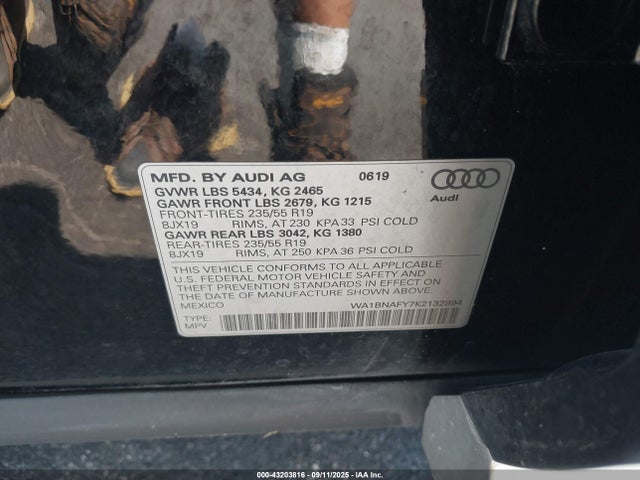 MFD. BY AUDI AG 0619
GVWR LBS 5434, KG 2465
GAWR FRONT LBS 2679, KG 1215
FRONT-TIRES 235/55 R19
8JX19 RIMS, AT 230 KPA 33 PSI COLD
GAWR REAR LBS 3042, KG 1380
REAR-TIRES 235/55 R19
8JX19 RIMS, AT 250 KPA 36 PSI COLD
THIS VEHICLE CONFORMS TO ALL APPLICABLE
U.S. FEDERAL MOTOR VEHICLE SAFETY AND
THEFT PREVENTION STANDARDS IN EFFECT ON
THE DATE OF MANUFACTURE SHOWN ABOVE.
MEXICO
WA1BNAFY7K2132994
TYPE:
MPV
Audi
000-43203816 - 09/11/2025 - IAA Inc.